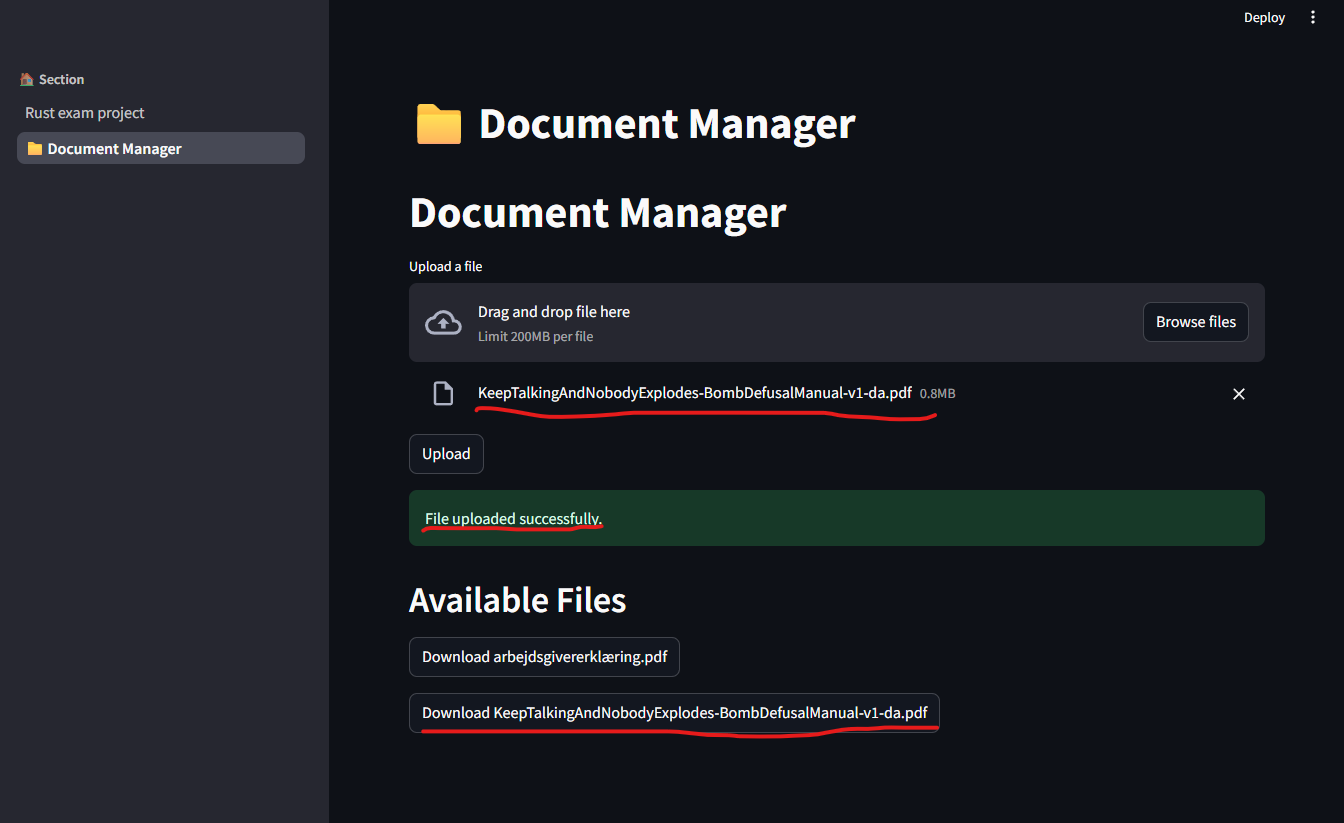 Deploy
Section
Rust exam project
Document Manager
Document Manager
Document Manager
Upload a file
Drag and drop file here
Limit 200MB per file
Browse files
KeepTalkingAndNobodyExplodes-BombDefusalManual-v1-da.pdf 0.8MB
Upload
File uploaded successfully.
Available Files
Download arbejdsgivererklæring.pdf
Download KeepTalkingAndNobodyExplodes-BombDefusalManual-v1-da.pdf